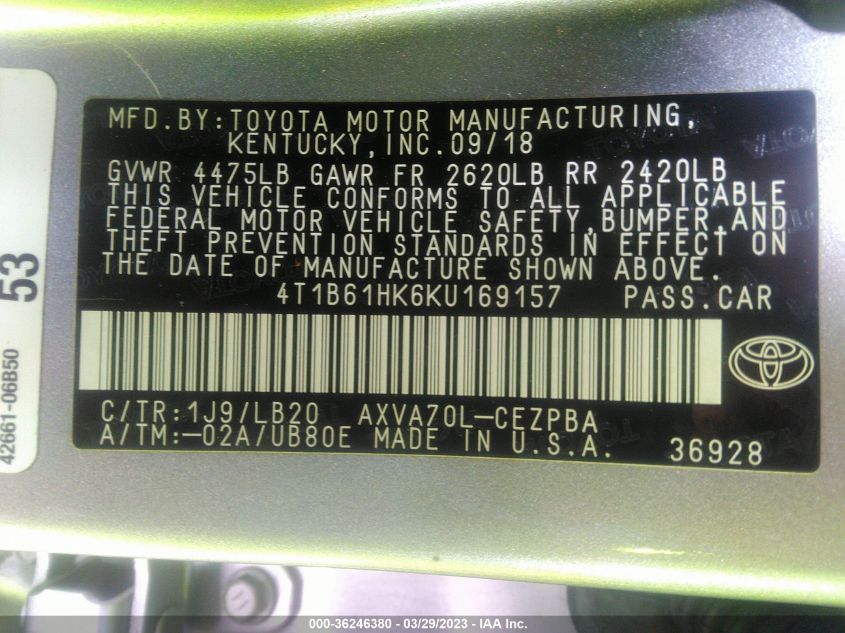 MFD.BY:TOYOTA MOTOR MANUFACTURING,
KENTUCKY,INC.09/18
GVWR 4475LB GAWR FR 2620LB RR 2420LB
THIS VEHICLE CONFORMS TO ALL APPLICABLE
FEDERAL MOTOR VEHICLE SAFETY,BUMPER,AND
THEFT PREVENTION STANDARDS IN EFFECT ON
THE DATE OF MANUFACTURE SHOWN ABOVE.
4T1B61HK6KU169157 PASS.CAR
C/TR:1J9/LB20 AXVA70L-CEZPBA
A/TM:-02A/UB80E MADE IN U.S.A. 36928
53
42661-06B50
000-36246380 - 03/29/2023 - IAA Inc.